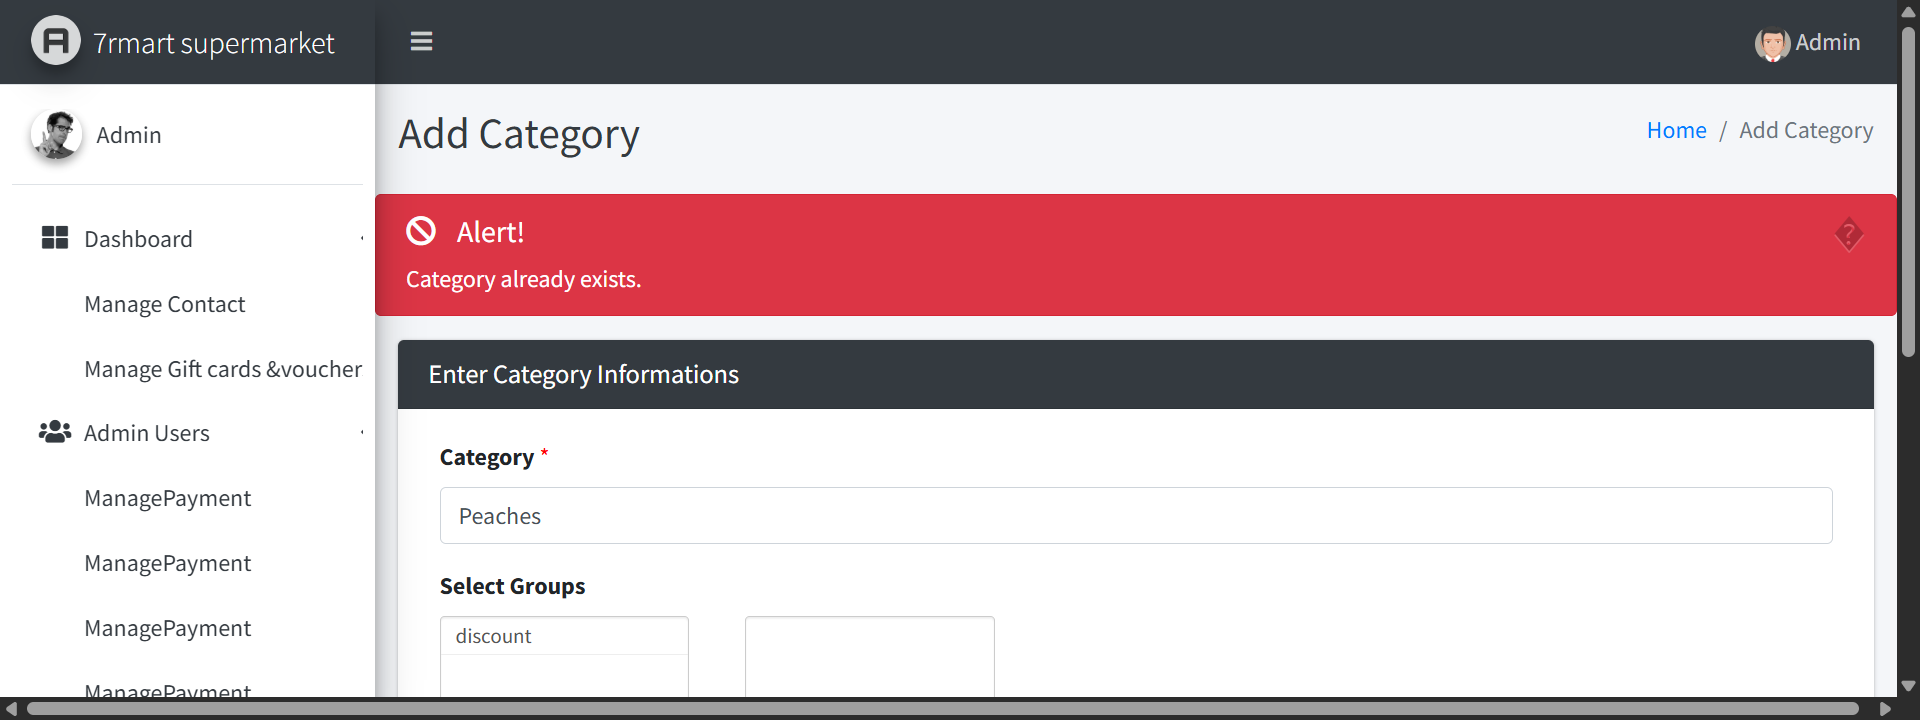 7rmart supermarket
Admin
Admin
Add Category
Home / Add Category
Alert!
Category already exists.
Dashboard
Manage Contact
Manage Gift cards &voucher
Admin Users
ManagePayment
ManagePayment
ManagePayment
ManagePayment
Enter Category Informations
Category *
Peaches
Select Groups
discount